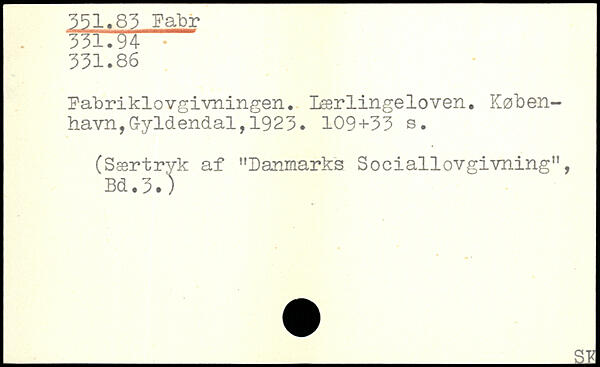 351.83 Fabr
331.94
331.86
Fabriklovgivningen. Lærlingeloven. Køben-
havn,Gyldendal,1923. 109+33 s.
(Særtryk af "Danmarks Sociallovgivning",
Bd.3.)
SK